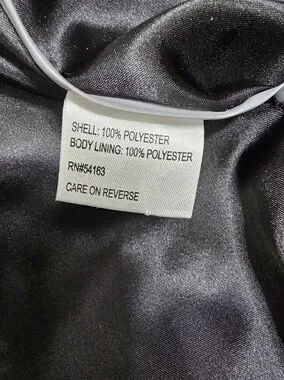 SHELL: 100% POLYESTER
BODY LINING: 100% POLYESTER
RN#54163
CARE ON REVERSE